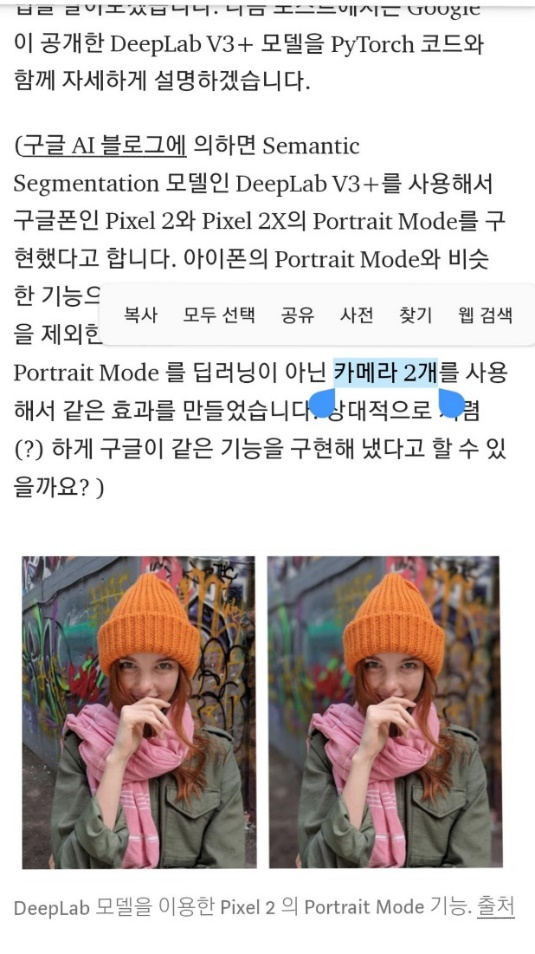 Google
이 공개한 DeepLab V3+ 모델을 PyTorch 코드와
함께 자세하게 설명하겠습니다.
(구글 AI 블로그에 의하면 Semantic
Segmentation 모델인 DeepLab V3+를 사용해서
구글폰인 Pixel 2와 Pixel 2X의 Portrait Mode를 구
현했다고 합니다. 아이폰의 Portrait Mode와 비슷
한 기능으
복사 모두 선택 공유 사전 찾기 웹 검색
을 제외한
Portrait Mode 를 딥러닝이 아닌 카메라 2개를 사용
해서 같은 효과를 만들었습니다. 상대적으로 저렴
(?) 하게 구글이 같은 기능을 구현해 냈다고 할 수 있
을까요? )
DeepLab 모델을 이용한 Pixel 2 의 Portrait Mode 기능. 출처